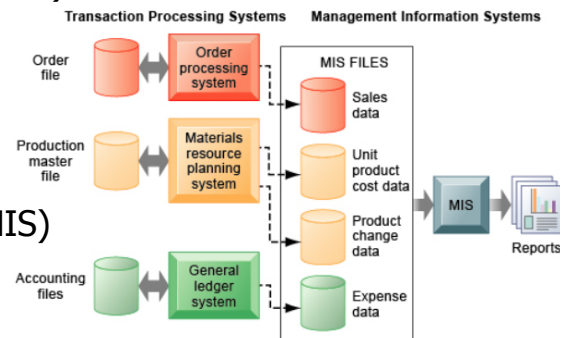 Transaction Processing Systems
Management Information Systems
Order
file
Order
processing
system
MIS FILES
Sales
data
Production
master
file
Materials
resource
planning
system
Unit
product
cost data
MIS
Reports
MIS)
Product
change
data
Accounting
files
General
ledger
system
Expense
data